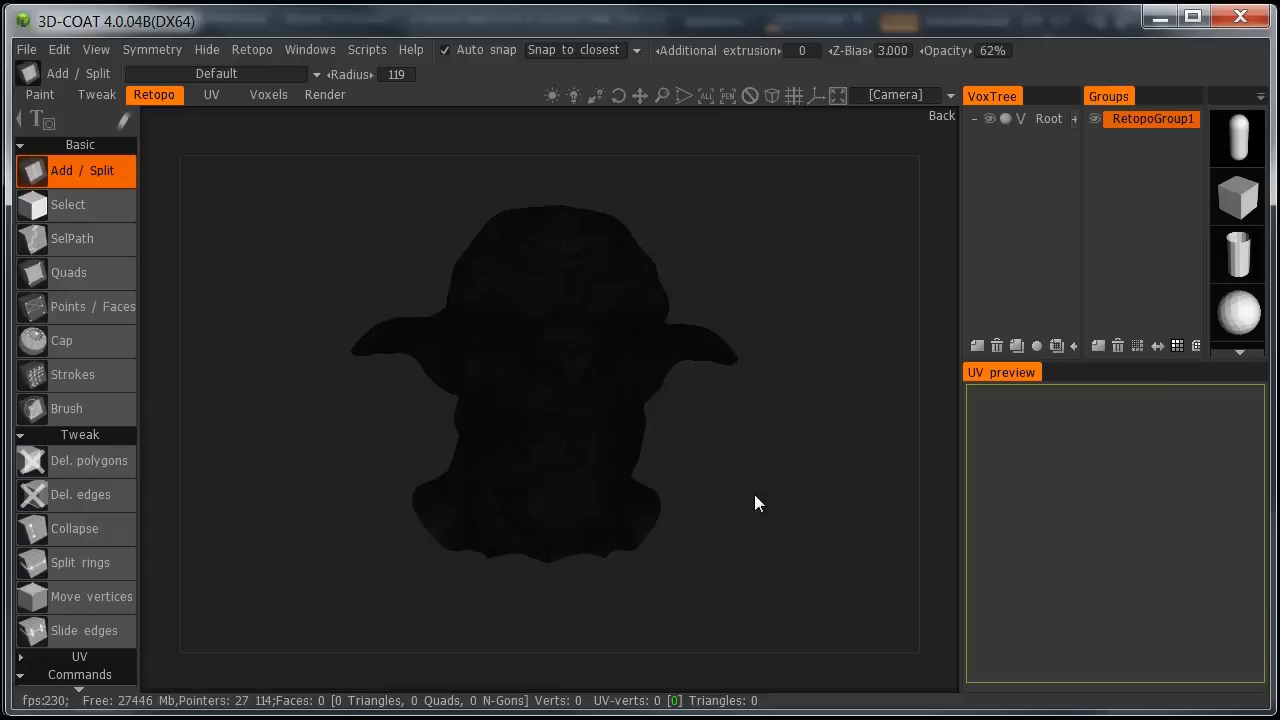 3D-COAT 4.0.04B(DX64)
File Edit View Symmetry Hide Retopo Windows Scripts Help Auto snap Snap to closest Additional extrusion 0 Z-Bias 3.000 Opacity 62%
Add / Split Default Radius 119
Paint Tweak Retopo UV Voxels Render ALL PEN [Camera] VoxTree Groups
Back
V Root RetopoGroup1
T
Basic
Add / Split
Select
SelPath
Quads
Points / Faces
Cap
Strokes
Brush
UV preview
Tweak
Del. polygons
Del. edges
Collapse
Split rings
Move vertices
Slide edges
UV
Commands
fps:230; Free: 27446 Mb,Pointers: 27 114;Faces: 0 [0 Triangles, 0 Quads, 0 N-Gons] Verts: 0 UV-verts: 0 [0] Triangles: 0